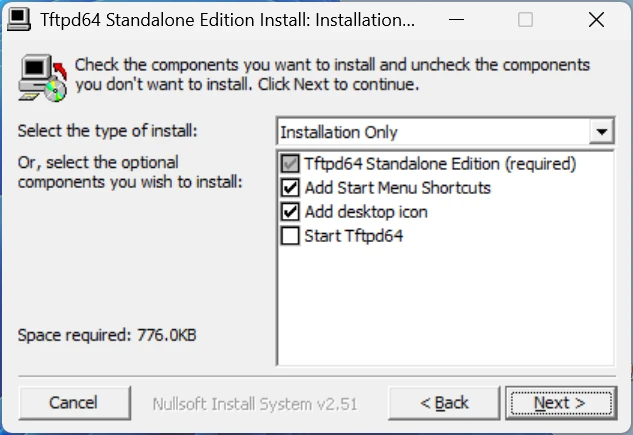 Tftpd64 Standalone Edition Install: Installation...
Check the components you want to install and uncheck the components
you don't want to install. Click Next to continue.
Select the type of install:
Installation Only
Or, select the optional
components you wish to install:
Tftpd64 Standalone Edition (required)
Add Start Menu Shortcuts
Add desktop icon
Start Tftpd64
Space required: 776.0KB
Cancel
Nullsoft Install System v2.51
< Back
Next >